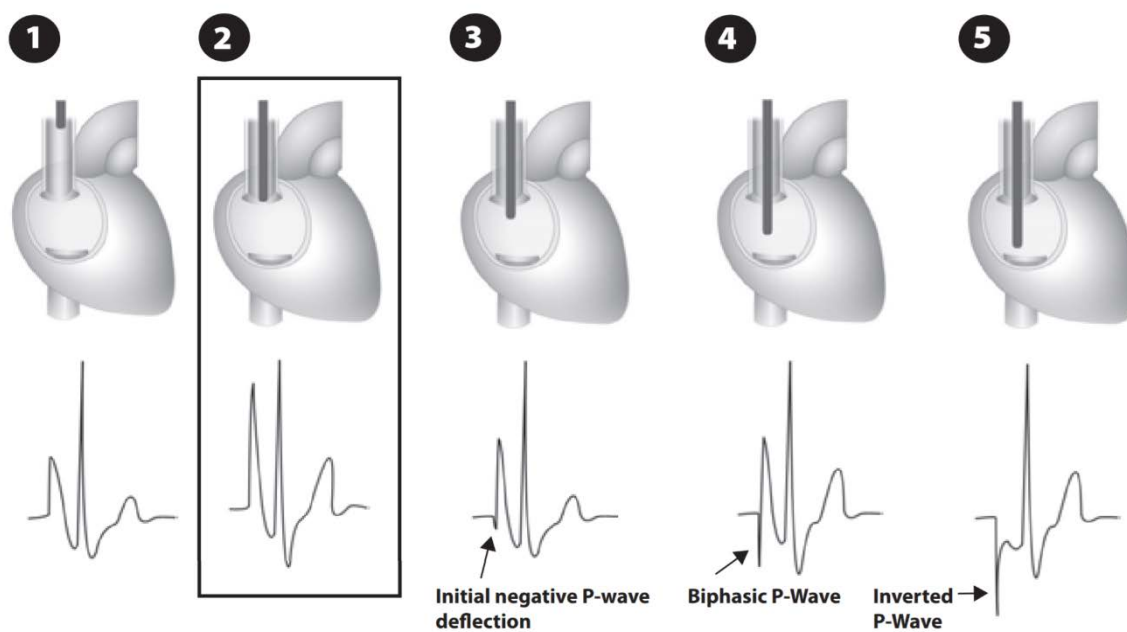 1
2
3
4
5
Initial negative P-wave
deflection
Biphasic P-Wave
Inverted
P-Wave